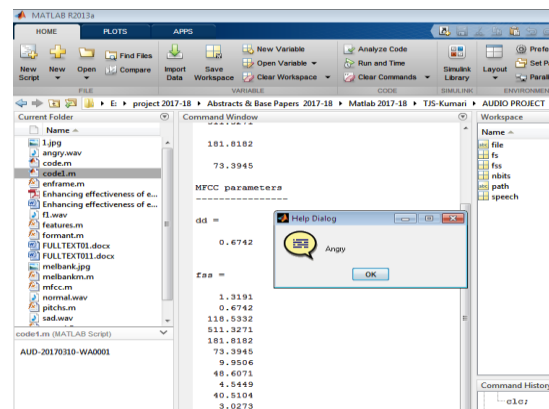 MATLAB R2013a
HOME PLOTS APPS
New Script
New
Open
Find Files
Compare
Import Data
Save Workspace
New Variable
Open Variable
Clear Workspace
Analyze Code
Run and Time
Clear Commands
Simulink Library
Layout
Prefe
Set P
Parall
FILE VARIABLE CODE SIMULINK ENVIRONMEN
E: project 2017-18 Abstracts & Base Papers 2017-18 Matlab 2017-18 TJS-Kumari AUDIO PROJECT
Current Folder
Name
1.jpg
angry.wav
code.m
code1.m
enframe.m
Enhancing effectiveness of e...
Enhancing effectiveness of e...
f1.wav
features.m
formant.m
FULLTEXT01.docx
FULLTEXT011.docx
melbank.jpg
melbankm.m
mfcc.m
normal.wav
pitchs.m
sad.wav
code1.m (MATLAB Script)
AUD-20170310-WA0001
Command Window
181.8182
73.3945
MFCC parameters
----------------
dd =
0.6742
fss =
1.3191
0.6742
118.5332
511.3271
181.8182
73.3945
9.9506
48.6071
4.5449
40.5104
3.0273
Help Dialog
Angry
OK
Workspace
Name
file
fs
fss
nbits
path
speech
Command History
clc;